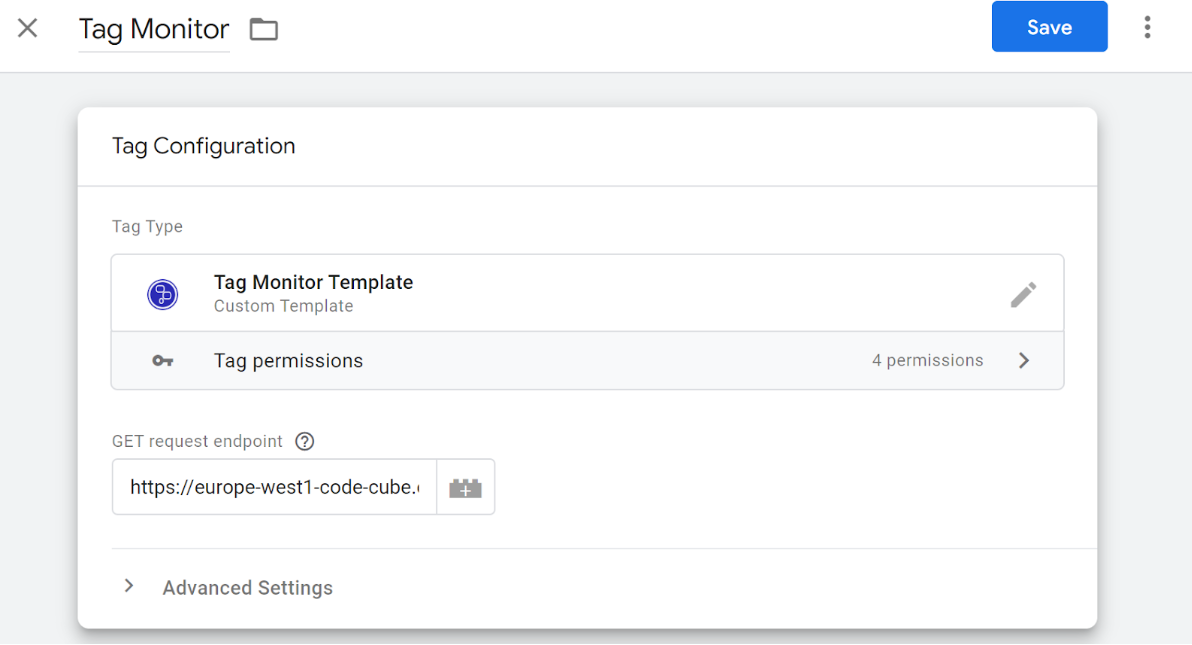 Tag Monitor
Save
Tag Configuration
Tag Type
Tag Monitor Template
Custom Template
Tag permissions
4 permissions
GET request endpoint
https://europe-west1-code-cube.
Advanced Settings